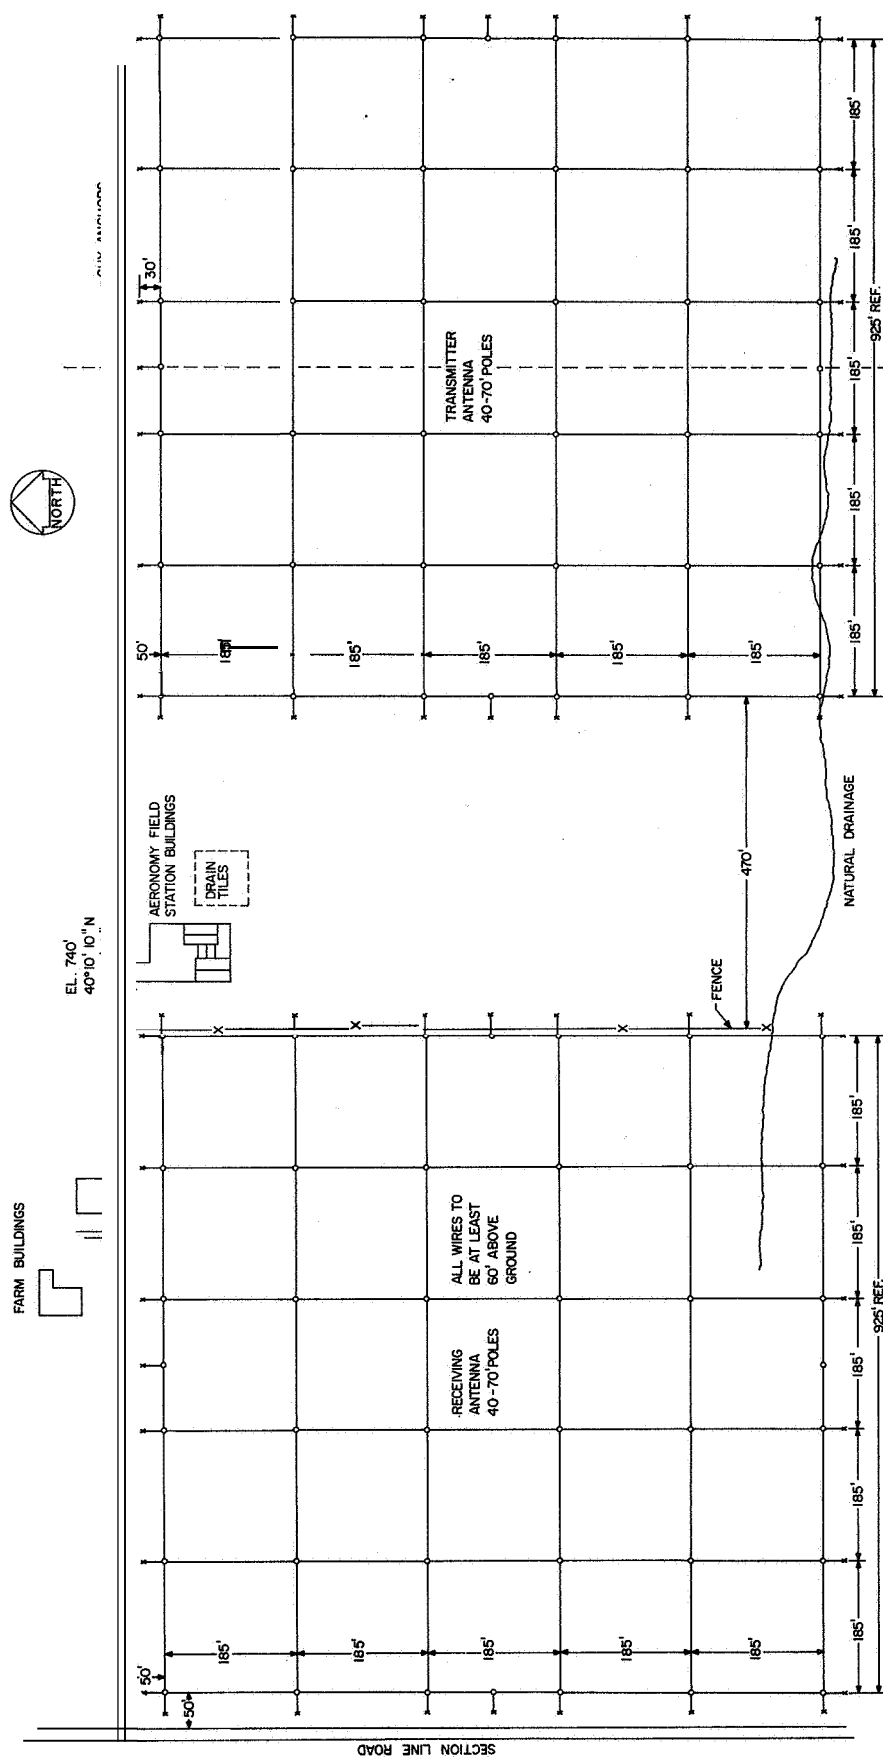 FARM BUILDINGS
EL. 740'
40°10' 10" N
NORTH
AERONOMY FIELD
STATION BUILDINGS
DRAIN
TILES
50'
50'
185'
185'
185'
185'
185'
RECEIVING
ANTENNA
40-70' POLES
ALL WIRES TO
BE AT LEAST
60' ABOVE
GROUND
FENCE
470'
NATURAL DRAINAGE
50'
185'
185'
185'
185'
185'
30'
TRANSMITTER
ANTENNA
40-70' POLES
185'
185'
185'
185'
185'
925' REF.
185'
185'
185'
185'
185'
925' REF.
SECTION LINE ROAD